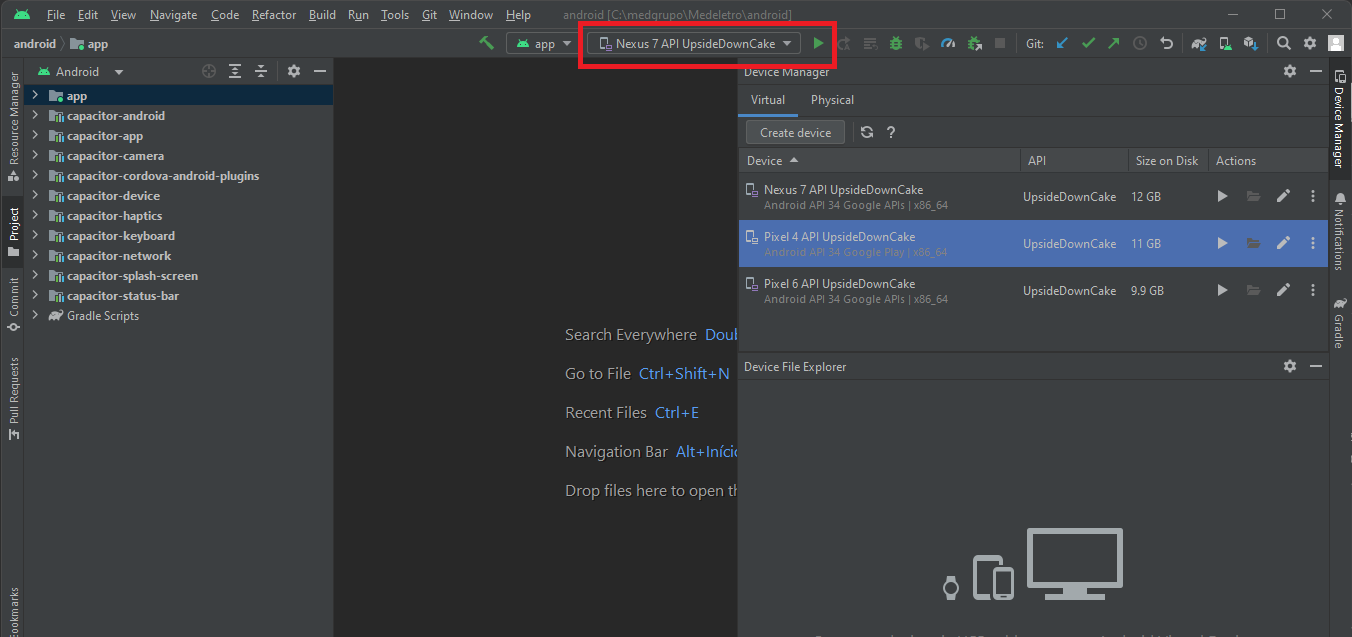 File Edit View Navigate Code Refactor Build Run Tools Git Window Help android [C:\medgrupo\Medeletro\android]
android app
app Nexus 7 API UpsideDownCake Git:
Resource Manager
Project
Commit
Pull Requests
Bookmarks
Android
app
capacitor-android
capacitor-app
capacitor-camera
capacitor-cordova-android-plugins
capacitor-device
capacitor-haptics
capacitor-keyboard
capacitor-network
capacitor-splash-screen
capacitor-status-bar
Gradle Scripts
Search Everywhere Doub
Go to File Ctrl+Shift+N
Recent Files Ctrl+E
Navigation Bar Alt+Início
Drop files here to open th
Device Manager
Virtual Physical
Create device ?
Device API Size on Disk Actions
Nexus 7 API UpsideDownCake UpsideDownCake 12 GB
Android API 34 Google APIs | x86_64
Pixel 4 API UpsideDownCake UpsideDownCake 11 GB
Android API 34 Google Play | x86_64
Pixel 6 API UpsideDownCake UpsideDownCake 9.9 GB
Android API 34 Google APIs | x86_64
Device File Explorer
Device Manager
Notifications
Gradle